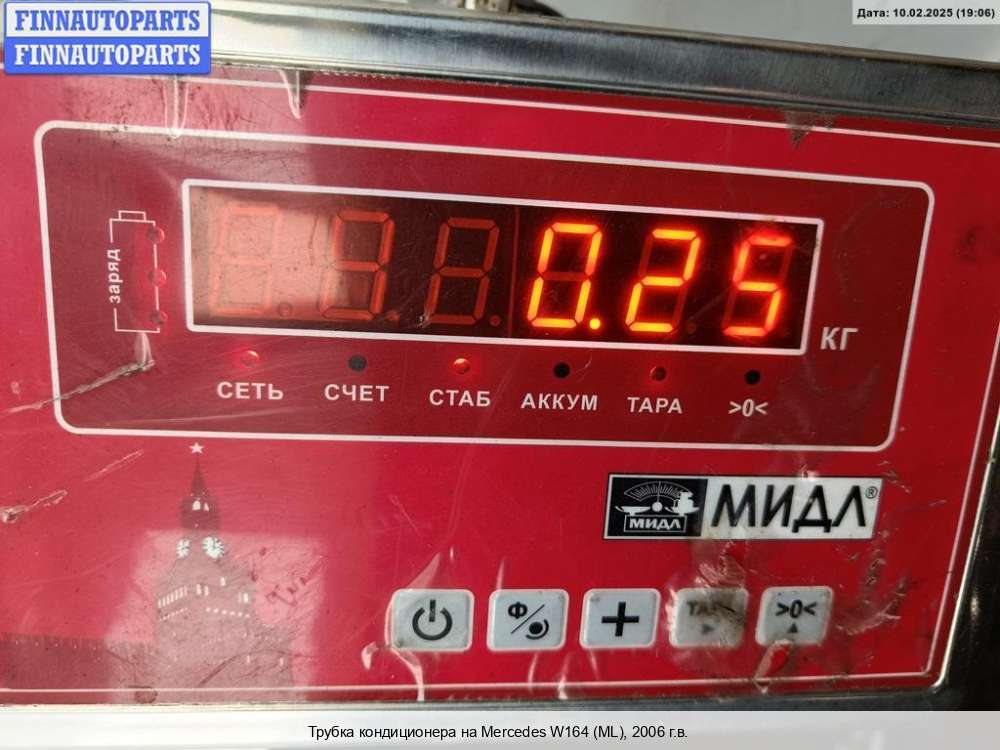 FINNAUTOPARTS
FINNAUTOPARTS
Дата: 10.02.2025 (19:06)
заряд
0.25
КГ
СЕТЬ СЧЕТ СТАБ АККУМ ТАРА >0<
МИДЛ МИДЛ®
Ф/ + >0<
Трубка кондиционера на Mercedes W164 (ML), 2006 г.в.